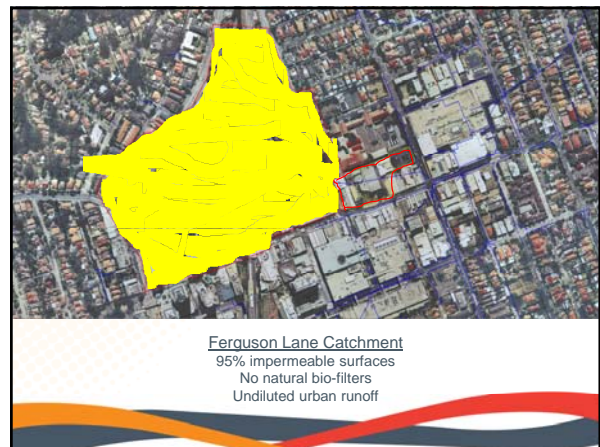 Ferguson Lane Catchment
95% impermeable surfaces
No natural bio-filters
Undiluted urban runoff